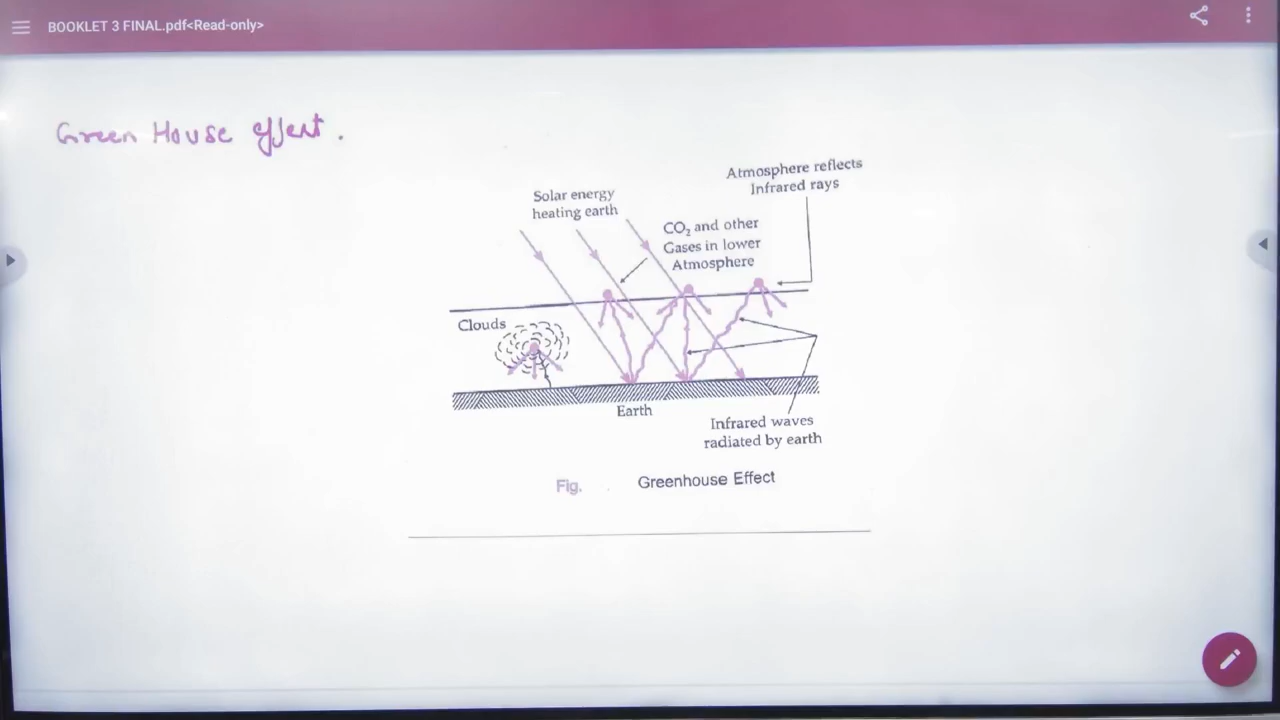 BOOKLET 3 FINAL.pdf<Read-only>
Green House effect.
Atmosphere reflects
Infrared rays
Solar energy
heating earth
CO₂ and other
Gases in lower
Atmosphere
Clouds
Earth
Infrared waves
radiated by earth
Fig. Greenhouse Effect